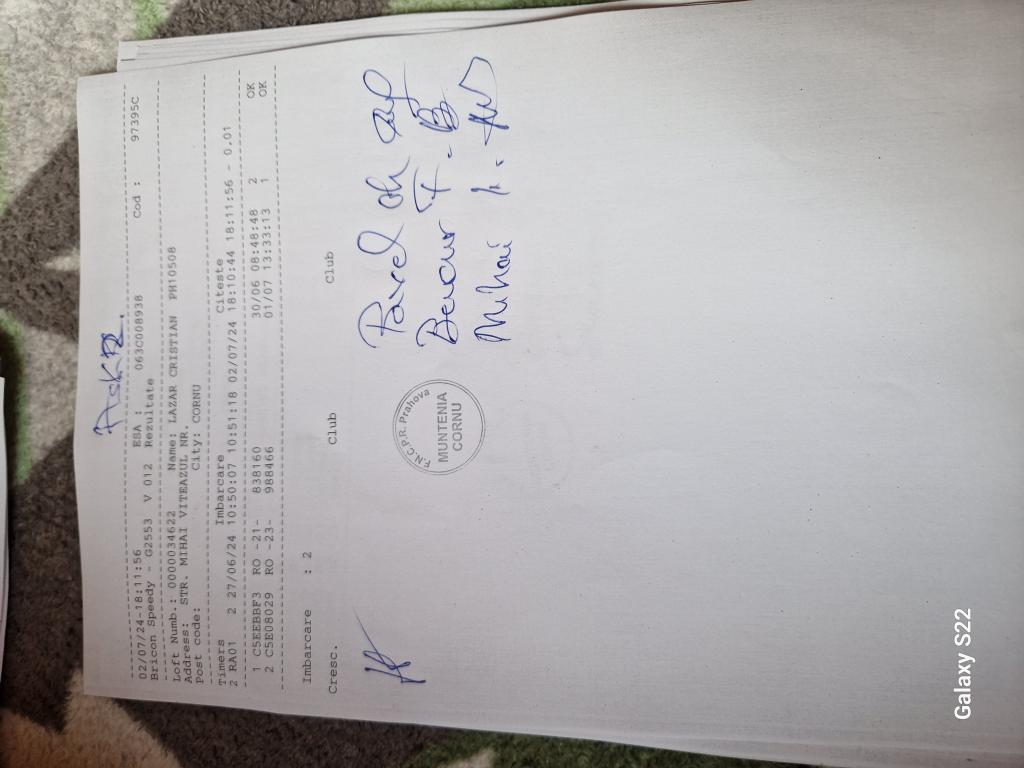 02/07/24-18:11:56 ESA : 063C008938 Cod : 97395C
Bricon Speedy - G2553 V 012 Rezultate
Loft Numb.: 0000034622 Name: LAZAR CRISTIAN PH10508
Address: STR. MIHAI VITEAZUL NR.
Post code: City: CORNU
Timers Imbarcare Citeste
2 RA01 2 27/06/24 10:50:07 10:51:18 02/07/24 18:10:44 18:11:56 - 0.01
1 C5EEBBF3 RO -21- 838160 30/06 08:48:48 2 OK
2 C5E08029 RO -23- 988466 01/07 13:33:13 1 OK
Imbarcare : 2
Cresc. Club Club
F.N.C.P.R. Prahova
MUNTENIA
CORNU
Pavel
Mihai
Galaxy S22